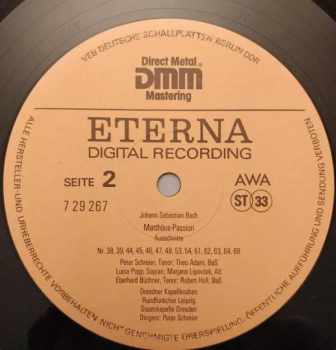 VEB DEUTSCHE SCHALLPLATTEN BERLIN DDR
Direct Metal
DMM
Mastering
ETERNA
DIGITAL RECORDING
SEITE 2
AWA
7 29 267
ST 33
Johann Sebastian Bach
Matthäus-Passion
Ausschnitte
Nr. 38, 39, 44, 45, 46, 47, 48, 53, 54, 61, 62, 63, 64, 68
Peter Schreier, Tenor; Theo Adam, Baß
Lucia Popp, Sopran; Marjana Lipovšek, Alt
Eberhard Büchner, Tenor; Robert Holl, Baß
Dresdner Kapellknaben
Rundfunkchor Leipzig
Staatskapelle Dresden
Dirigent: Peter Schreier
ALLE HERSTELLER- UND URHEBERRECHTE VORBEHALTEN. NICHT GENEHMIGTE ÜBERSPIELUNG, ÖFFENTLICHE AUFFÜHRUNG UND SENDUNG VERBOTEN